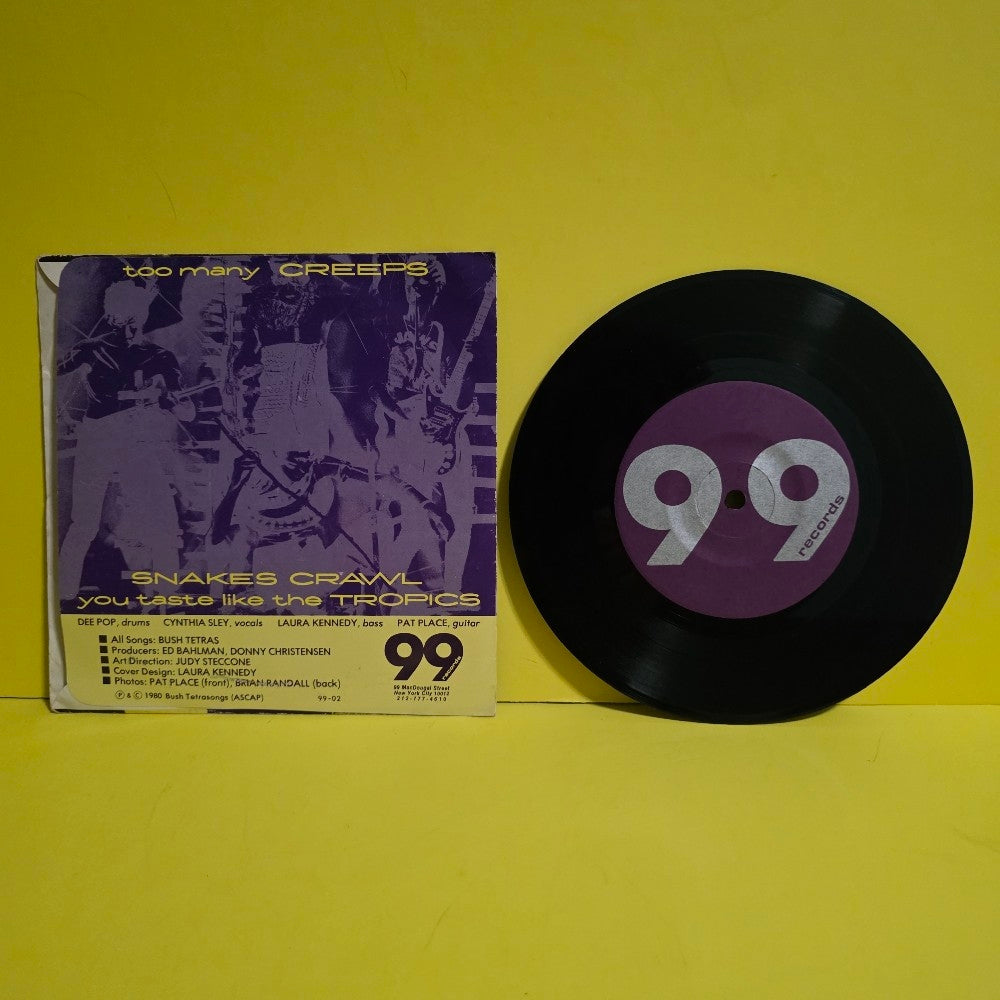 too many CREEPS
SNAKES CRAWL
you taste like the TROPICS
DEE POP, drums CYNTHIA SLEY, vocals LAURA KENNEDY, bass PAT PLACE, guitar
■ All Songs: BUSH TETRAS
■ Producers: ED BAHLMAN, DONNY CHRISTENSEN
■ Art Direction: JUDY STECCONE
■ Cover Design: LAURA KENNEDY
■ Photos: PAT PLACE (front), BRIAN RANDALL (back)
℗ & © 1980 Bush Tetrasongs (ASCAP) 99-02
99 records
99 MacDougal Street
New York City 10012
212-777-4610
99
records